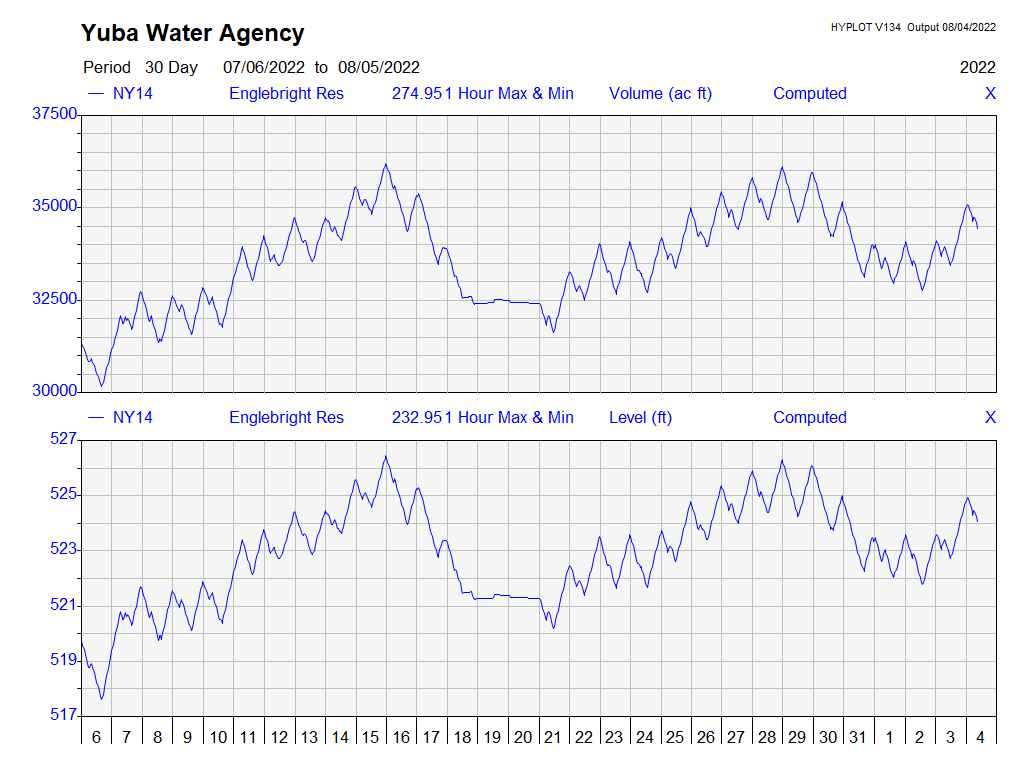 Yuba Water Agency
HYPLOT V134 Output 08/04/2022
Period 30 Day 07/06/2022 to 08/05/2022
2022
NY14 Englebright Res 274.951 Hour Max & Min Volume (ac ft) Computed X
37500
35000
32500
30000
NY14 Englebright Res 232.951 Hour Max & Min Level (ft) Computed X
527
525
523
521
519
517
6 7 8 9 10 11 12 13 14 15 16 17 18 19 20 21 22 23 24 25 26 27 28 29 30 31 1 2 3 4